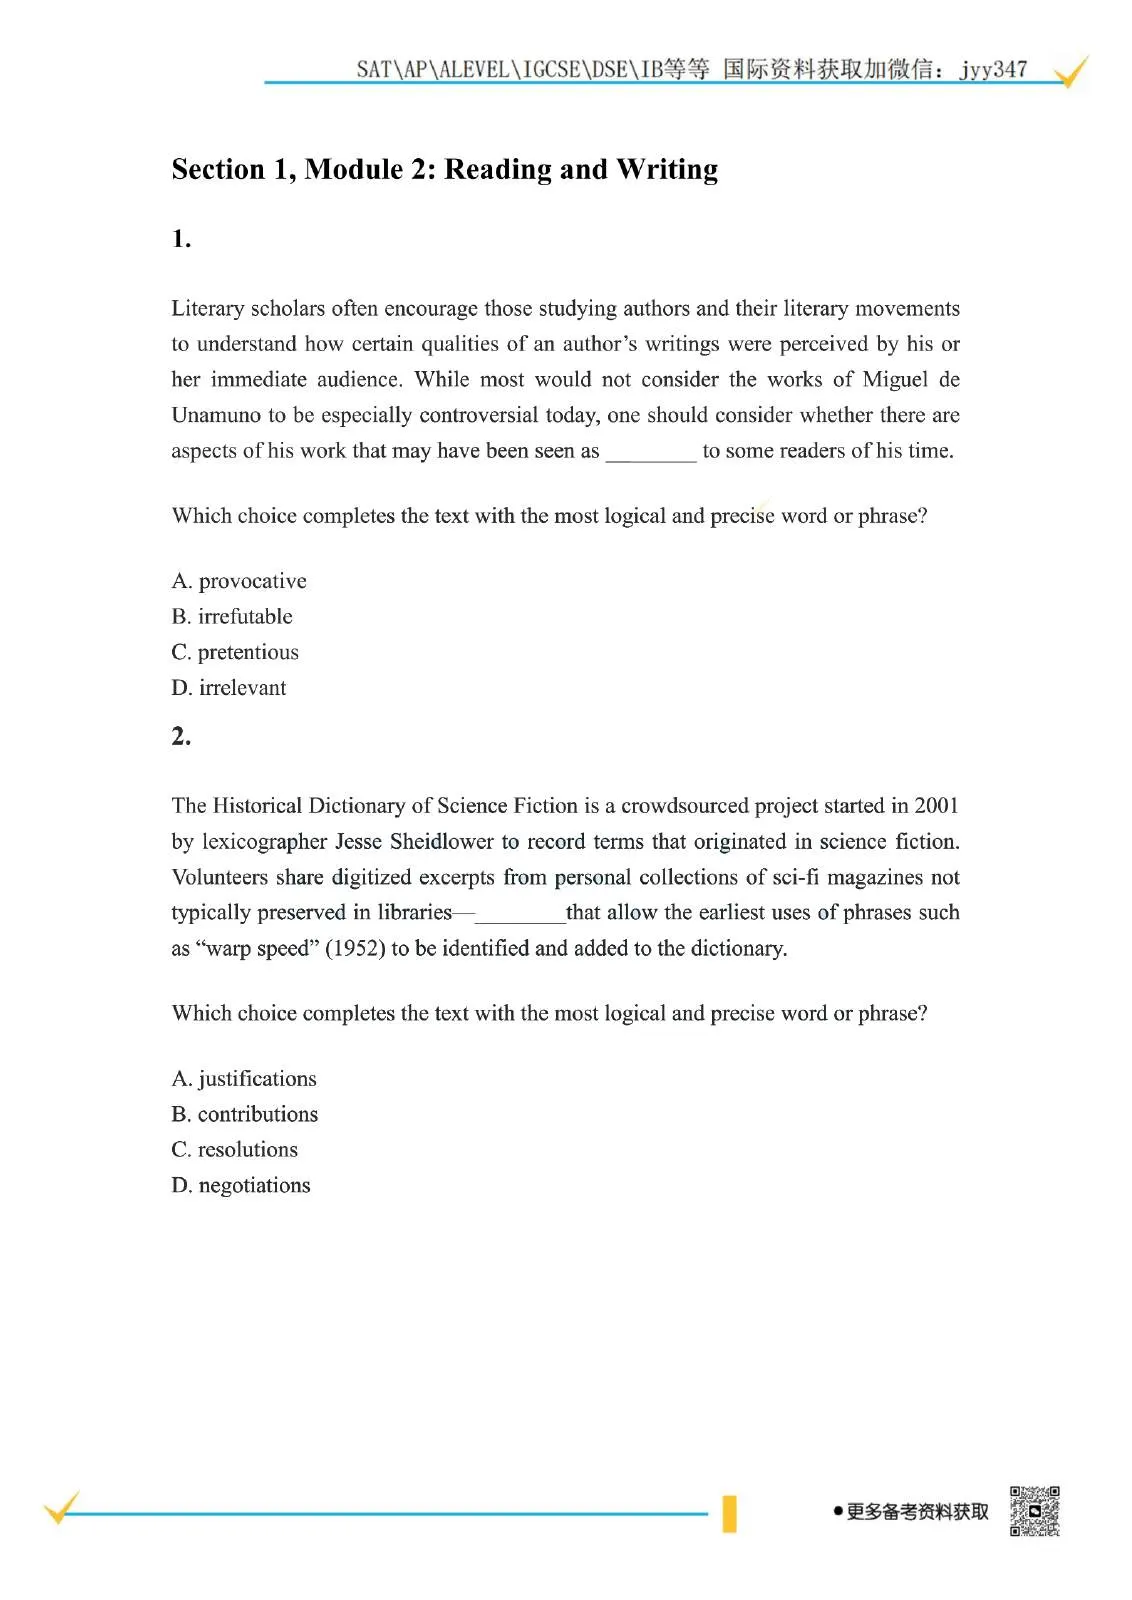 SAT\AP\ALEVEL\IGCSE\DSE\IB等等 国际资料获取加微信：jyy347
Section 1, Module 2: Reading and Writing
1.
Literary scholars often encourage those studying authors and their literary movements
to understand how certain qualities of an author’s writings were perceived by his or
her immediate audience. While most would not consider the works of Miguel de
Unamuno to be especially controversial today, one should consider whether there are
aspects of his work that may have been seen as ________ to some readers of his time.
Which choice completes the text with the most logical and precise word or phrase?
A. provocative
B. irrefutable
C. pretentious
D. irrelevant
2.
The Historical Dictionary of Science Fiction is a crowdsourced project started in 2001
by lexicographer Jesse Sheidlower to record terms that originated in science fiction.
Volunteers share digitized excerpts from personal collections of sci-fi magazines not
typically preserved in libraries—________that allow the earliest uses of phrases such
as “warp speed” (1952) to be identified and added to the dictionary.
Which choice completes the text with the most logical and precise word or phrase?
A. justifications
B. contributions
C. resolutions
D. negotiations
●更多备考资料获取